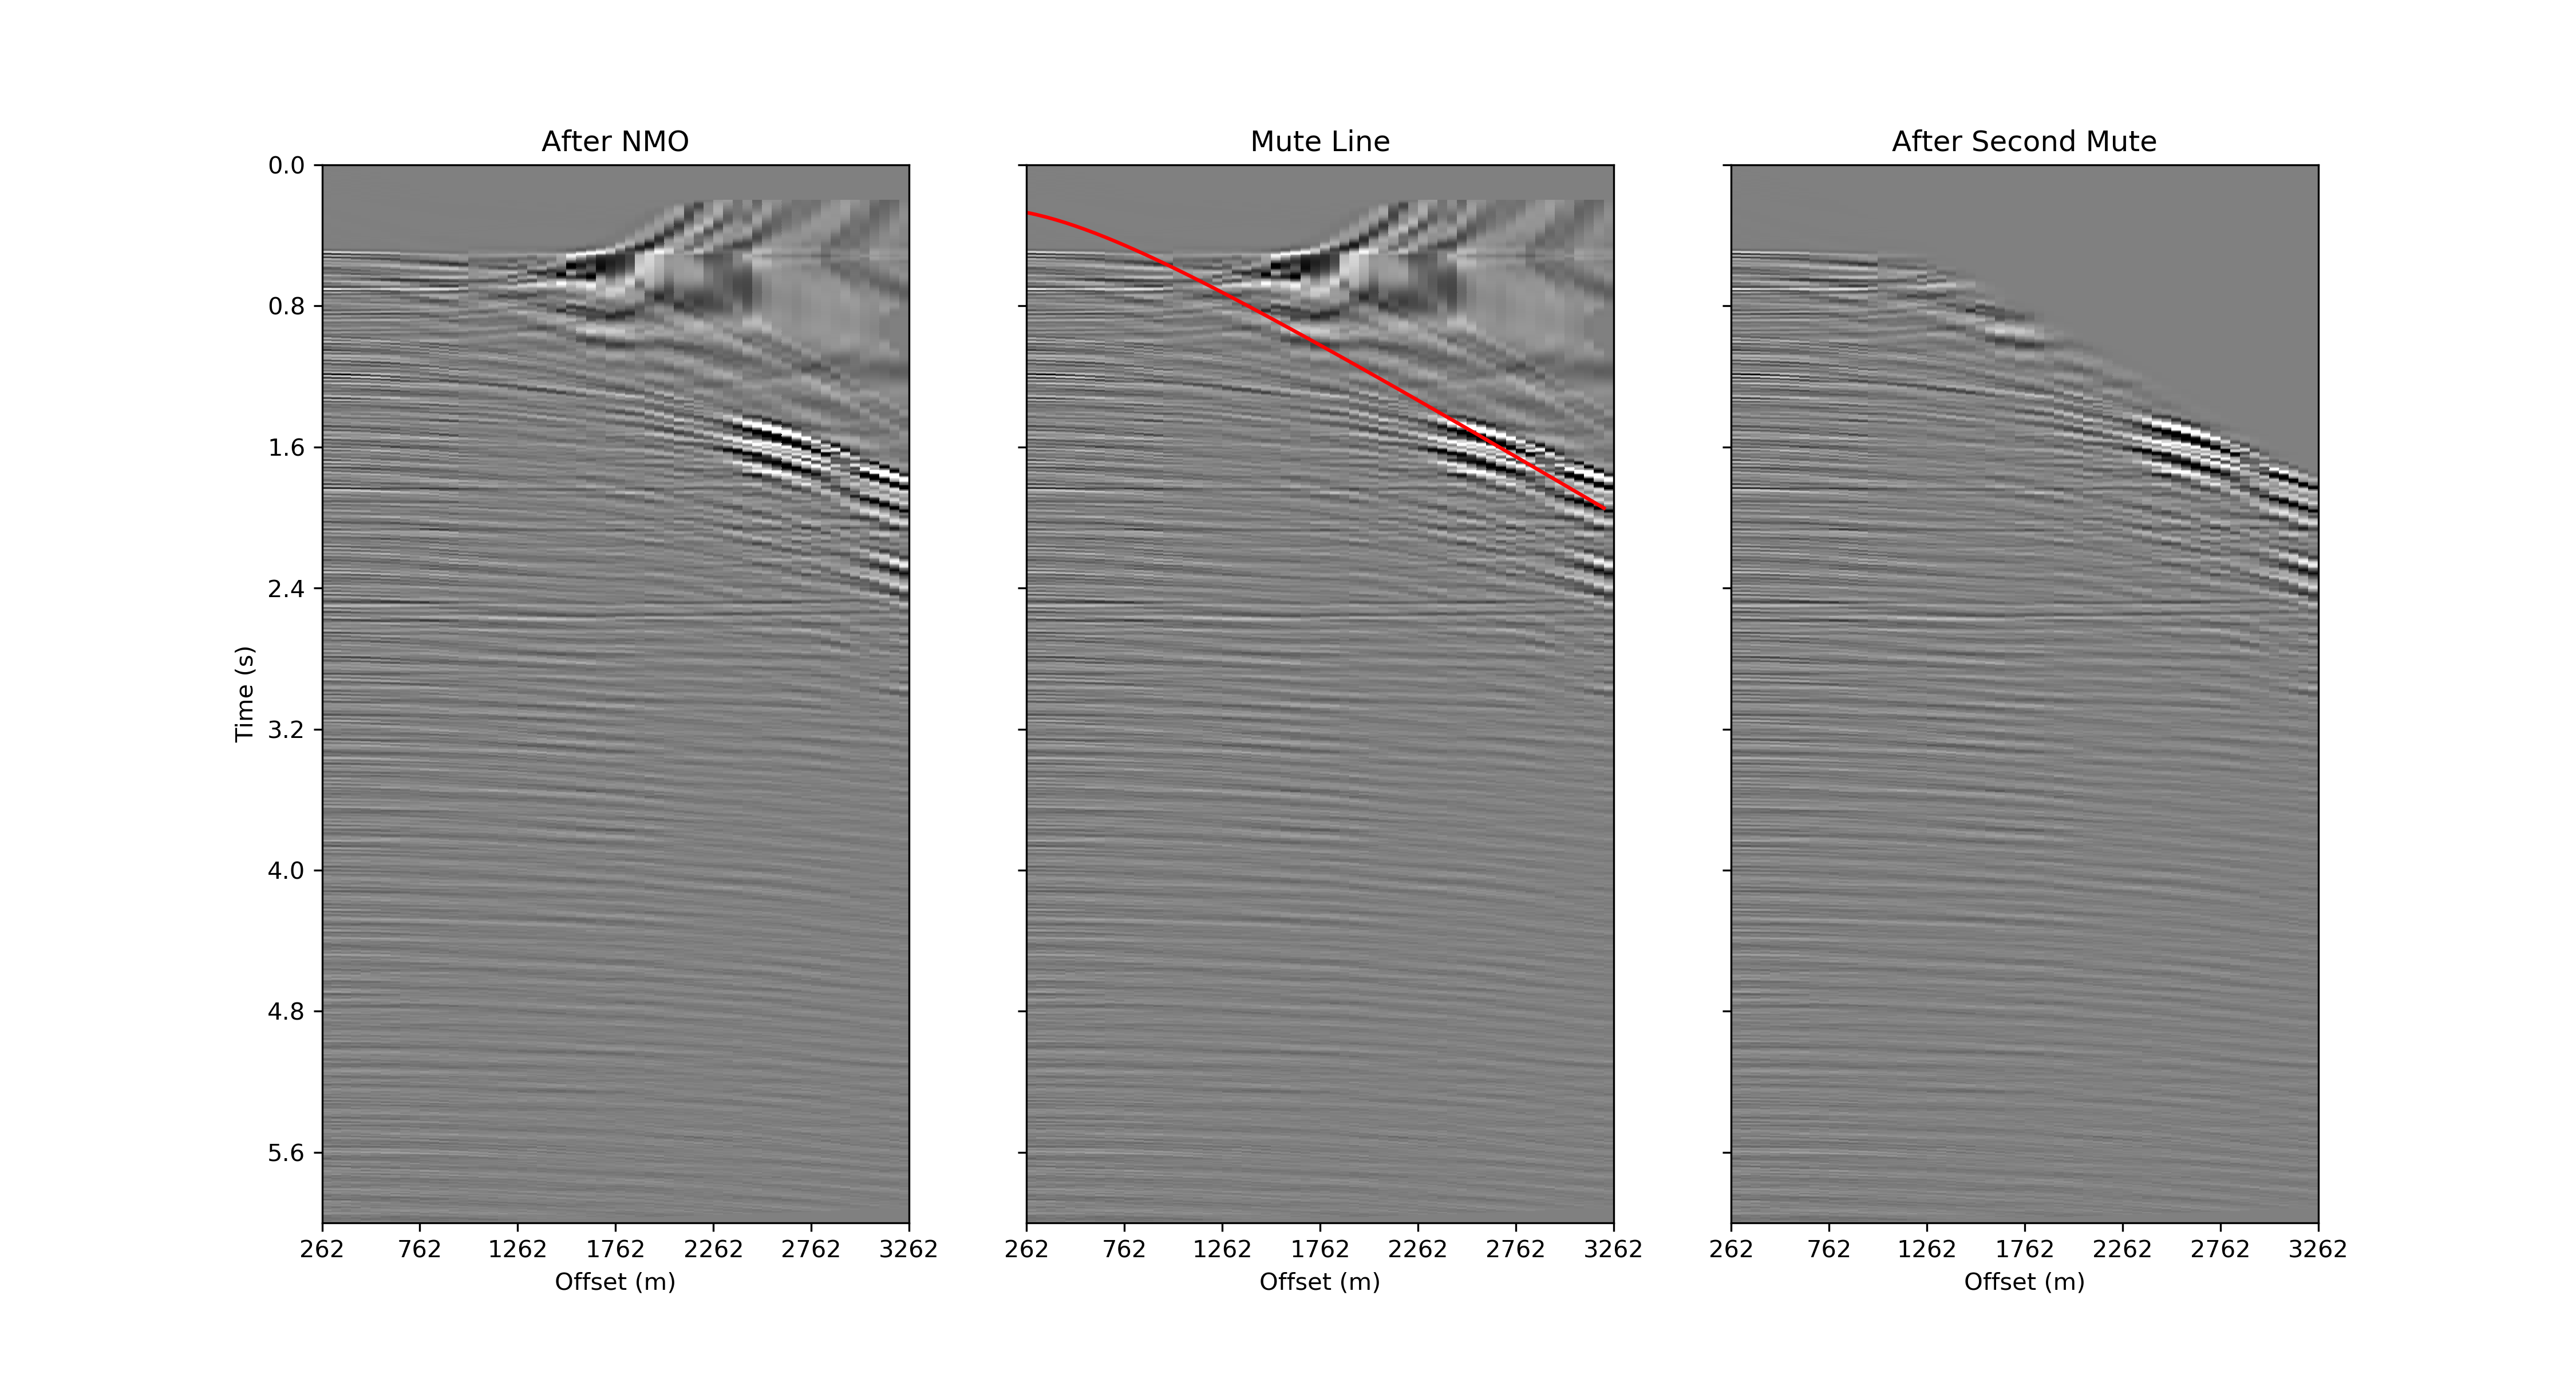 After NMO
Mute Line
After Second Mute
0.0
0.8
1.6
2.4
3.2
4.0
4.8
5.6
Time (s)
262 762 1262 1762 2262 2762 3262
262 762 1262 1762 2262 2762 3262
262 762 1262 1762 2262 2762 3262
Offset (m)
Offset (m)
Offset (m)